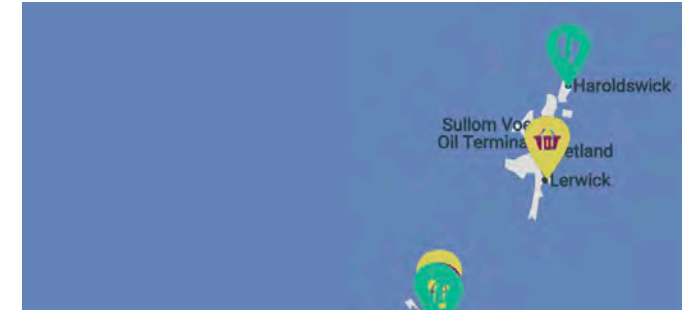 Haroldswick
Sullom Voe
Oil Termina
etland
Lerwick